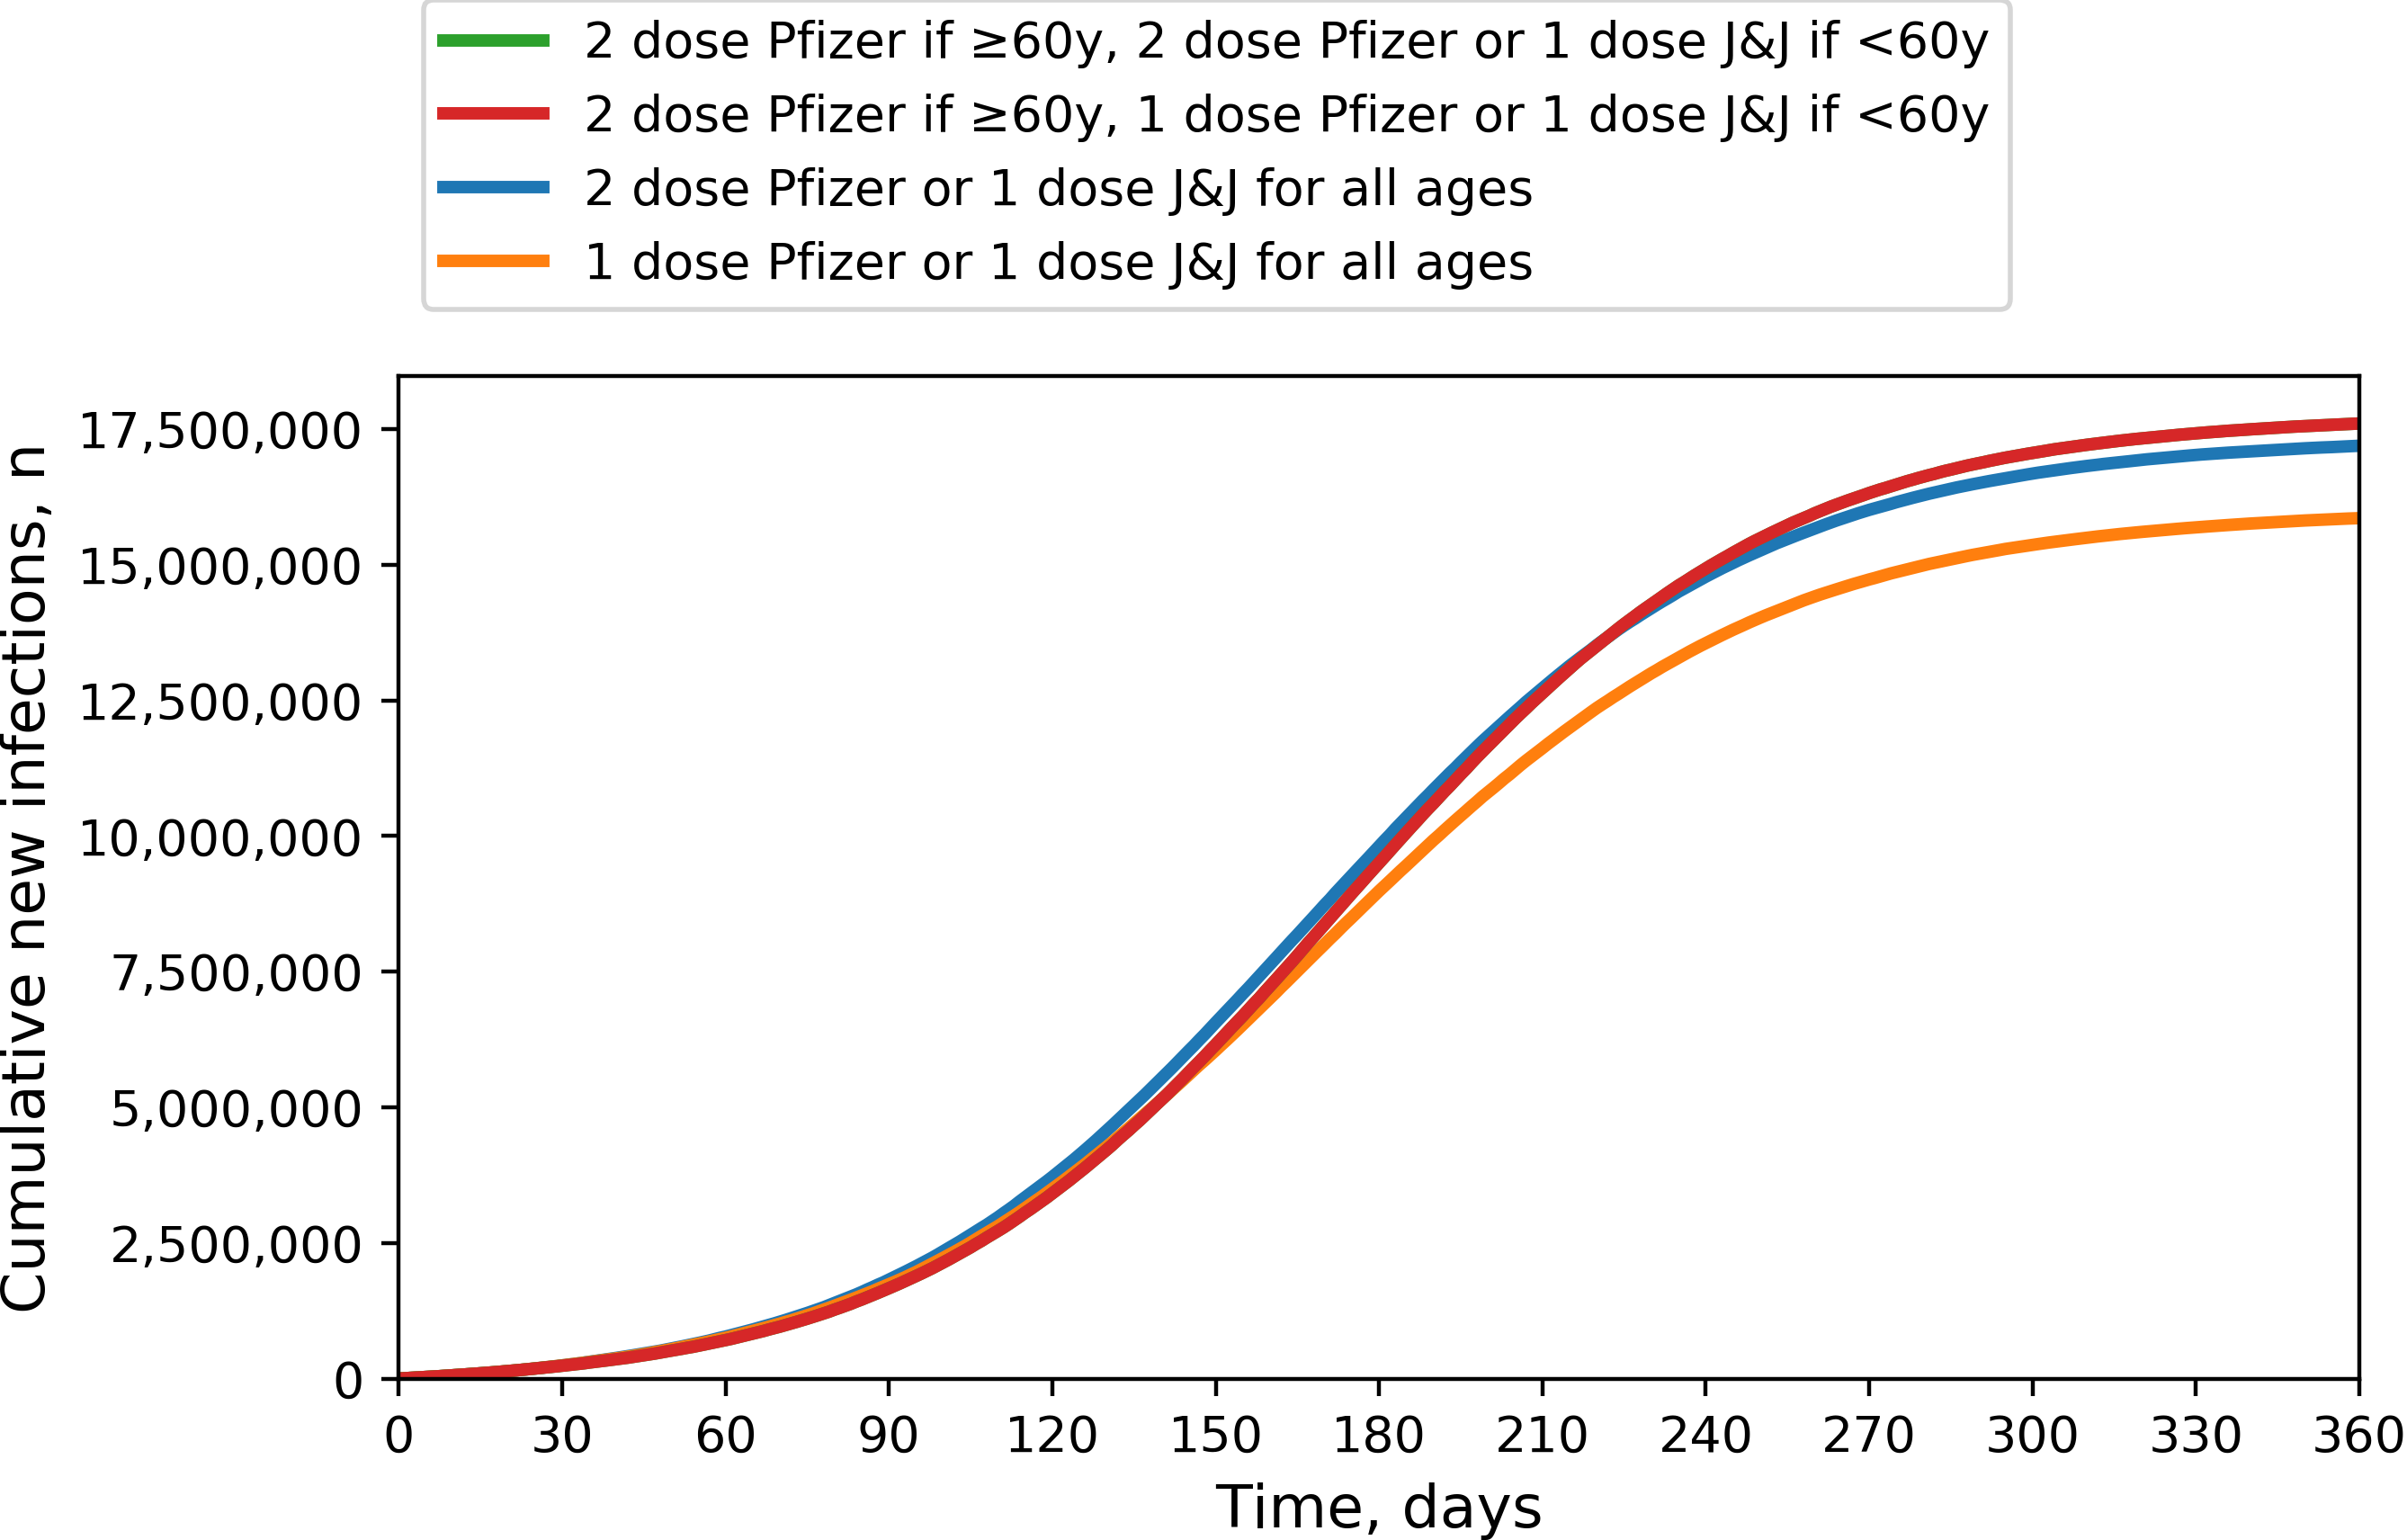 2 dose Pfizer if ≥60y, 2 dose Pfizer or 1 dose J&J if <60y
2 dose Pfizer if ≥60y, 1 dose Pfizer or 1 dose J&J if <60y
2 dose Pfizer or 1 dose J&J for all ages
1 dose Pfizer or 1 dose J&J for all ages
Cumulative new infections, n
17,500,000
15,000,000
12,500,000
10,000,000
7,500,000
5,000,000
2,500,000
0
0 30 60 90 120 150 180 210 240 270 300 330 360
Time, days